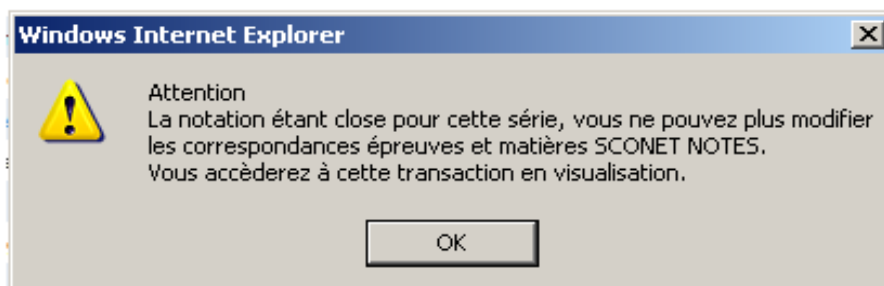 Windows Internet Explorer
Attention
La notation étant close pour cette série, vous ne pouvez plus modifier
les correspondances épreuves et matières SCONET NOTES.
Vous accèderez à cette transaction en visualisation.
OK